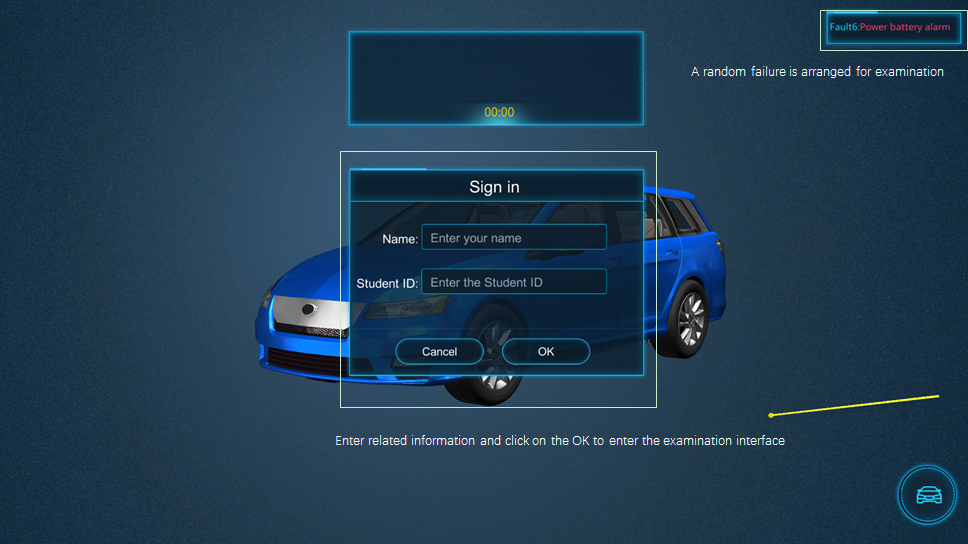 Fault6:Power battery alarm
A random failure is arranged for examination
00:00
Sign in
Name: Enter your name
Student ID: Enter the Student ID
Cancel OK
Enter related information and click on the OK to enter the examination interface